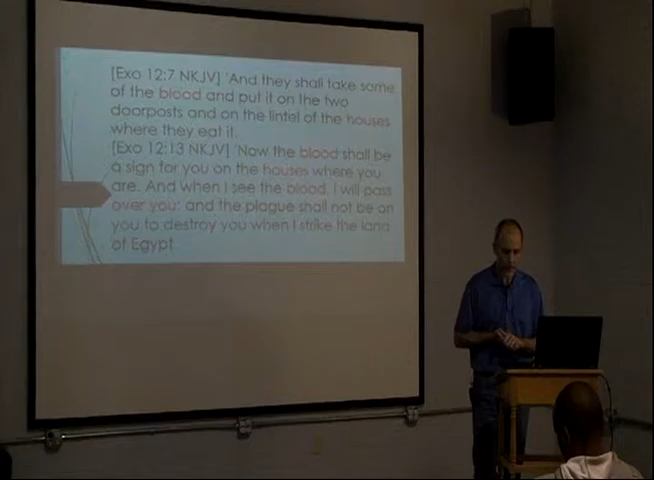 [Exo 12:7 NKJV] 'And they shall take some
of the blood and put it on the two
doorposts and on the lintel of the houses
where they eat it.
[Exo 12:13 NKJV] 'Now the blood shall be
a sign for you on the houses where you
are. And when I see the blood, I will pass
over you; and the plague shall not be on
you to destroy you when I strike the land
of Egypt